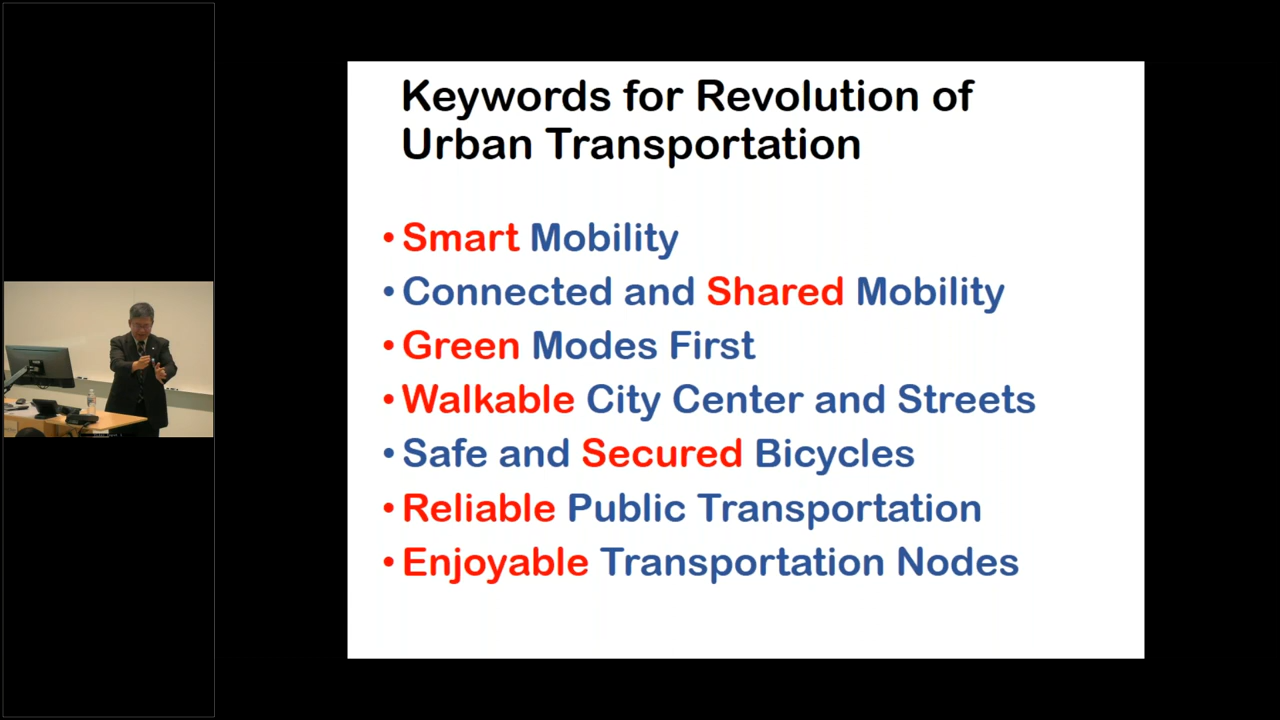 Keywords for Revolution of
Urban Transportation
• Smart Mobility
• Connected and Shared Mobility
• Green Modes First
• Walkable City Center and Streets
• Safe and Secured Bicycles
• Reliable Public Transportation
• Enjoyable Transportation Nodes